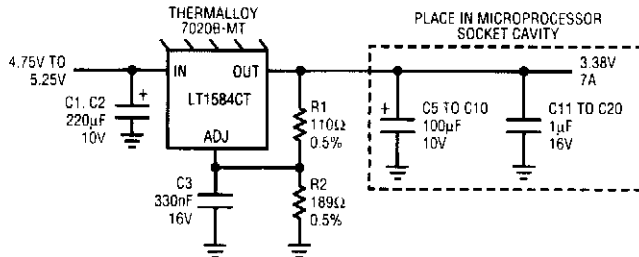 THERMALLOY
7020B-MT
PLACE IN MICROPROCESSOR
SOCKET CAVITY
4.75V TO
5.25V
IN
OUT
3.38V
7A
LT1584CT
+
C1, C2
220µF
10V
ADJ
R1
110Ω
0.5%
+
C5 TO C10
100µF
10V
C11 TO C20
1µF
16V
C3
330nF
16V
R2
189Ω
0.5%